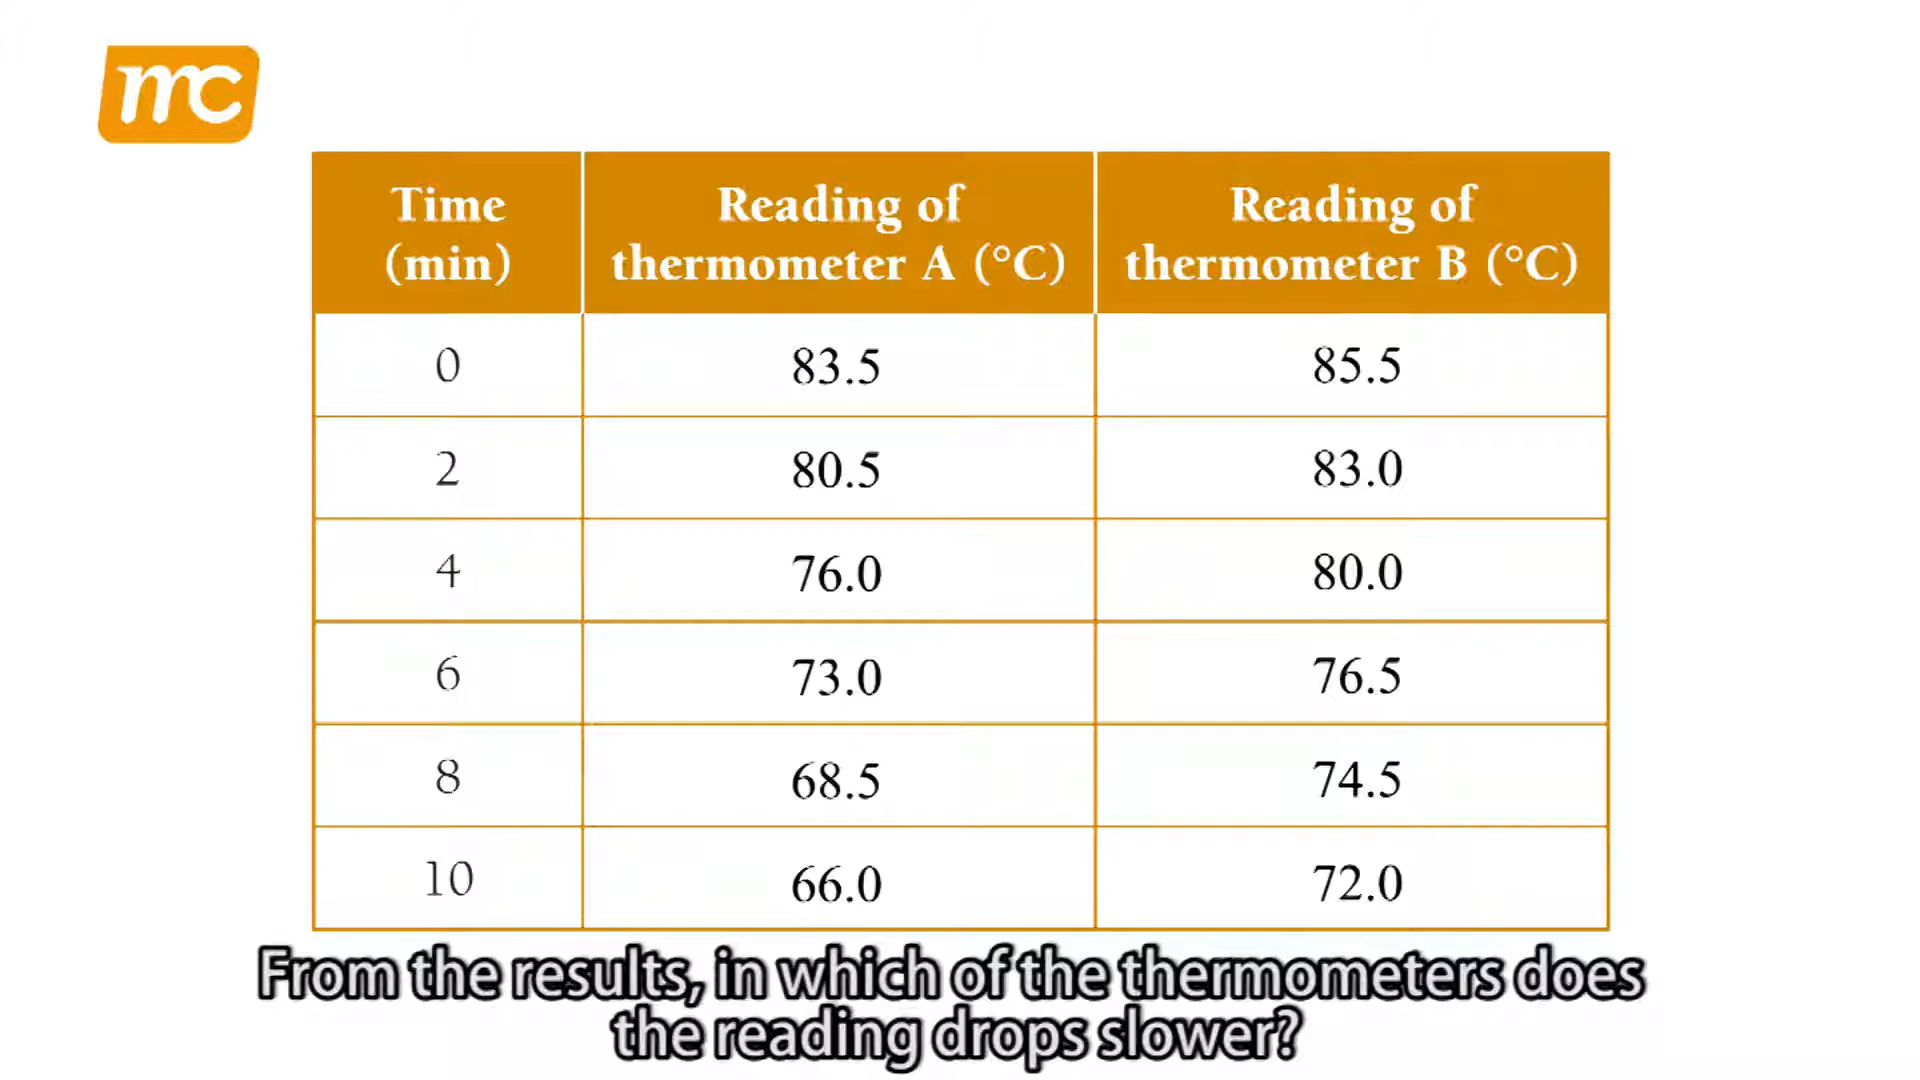 mc
Time
(min)
Reading of
thermometer A (°C)
Reading of
thermometer B (°C)
0 83.5 85.5
2 80.5 83.0
4 76.0 80.0
6 73.0 76.5
8 68.5 74.5
10 66.0 72.0
From the results, in which of the thermometers does
the reading drops slower?